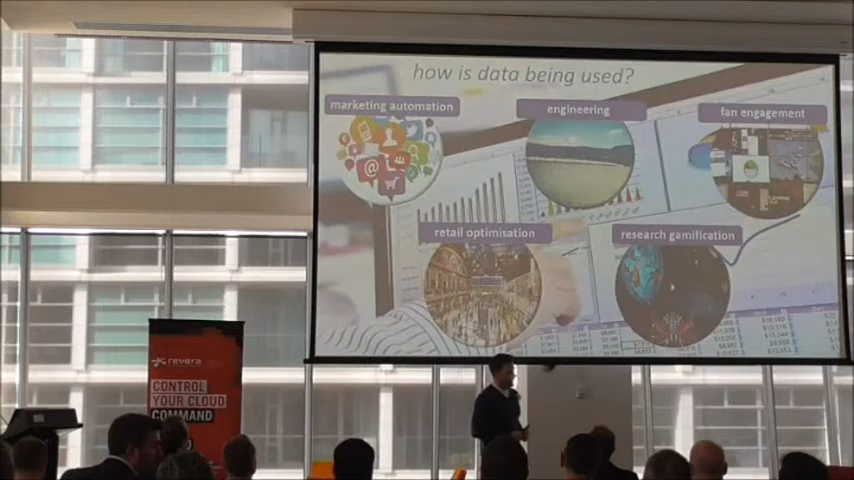 how is data being used?
marketing automation
engineering
fan engagement
retail optimisation
research gamification
revera
CONTROL
YOUR CLOUD
COMMAND